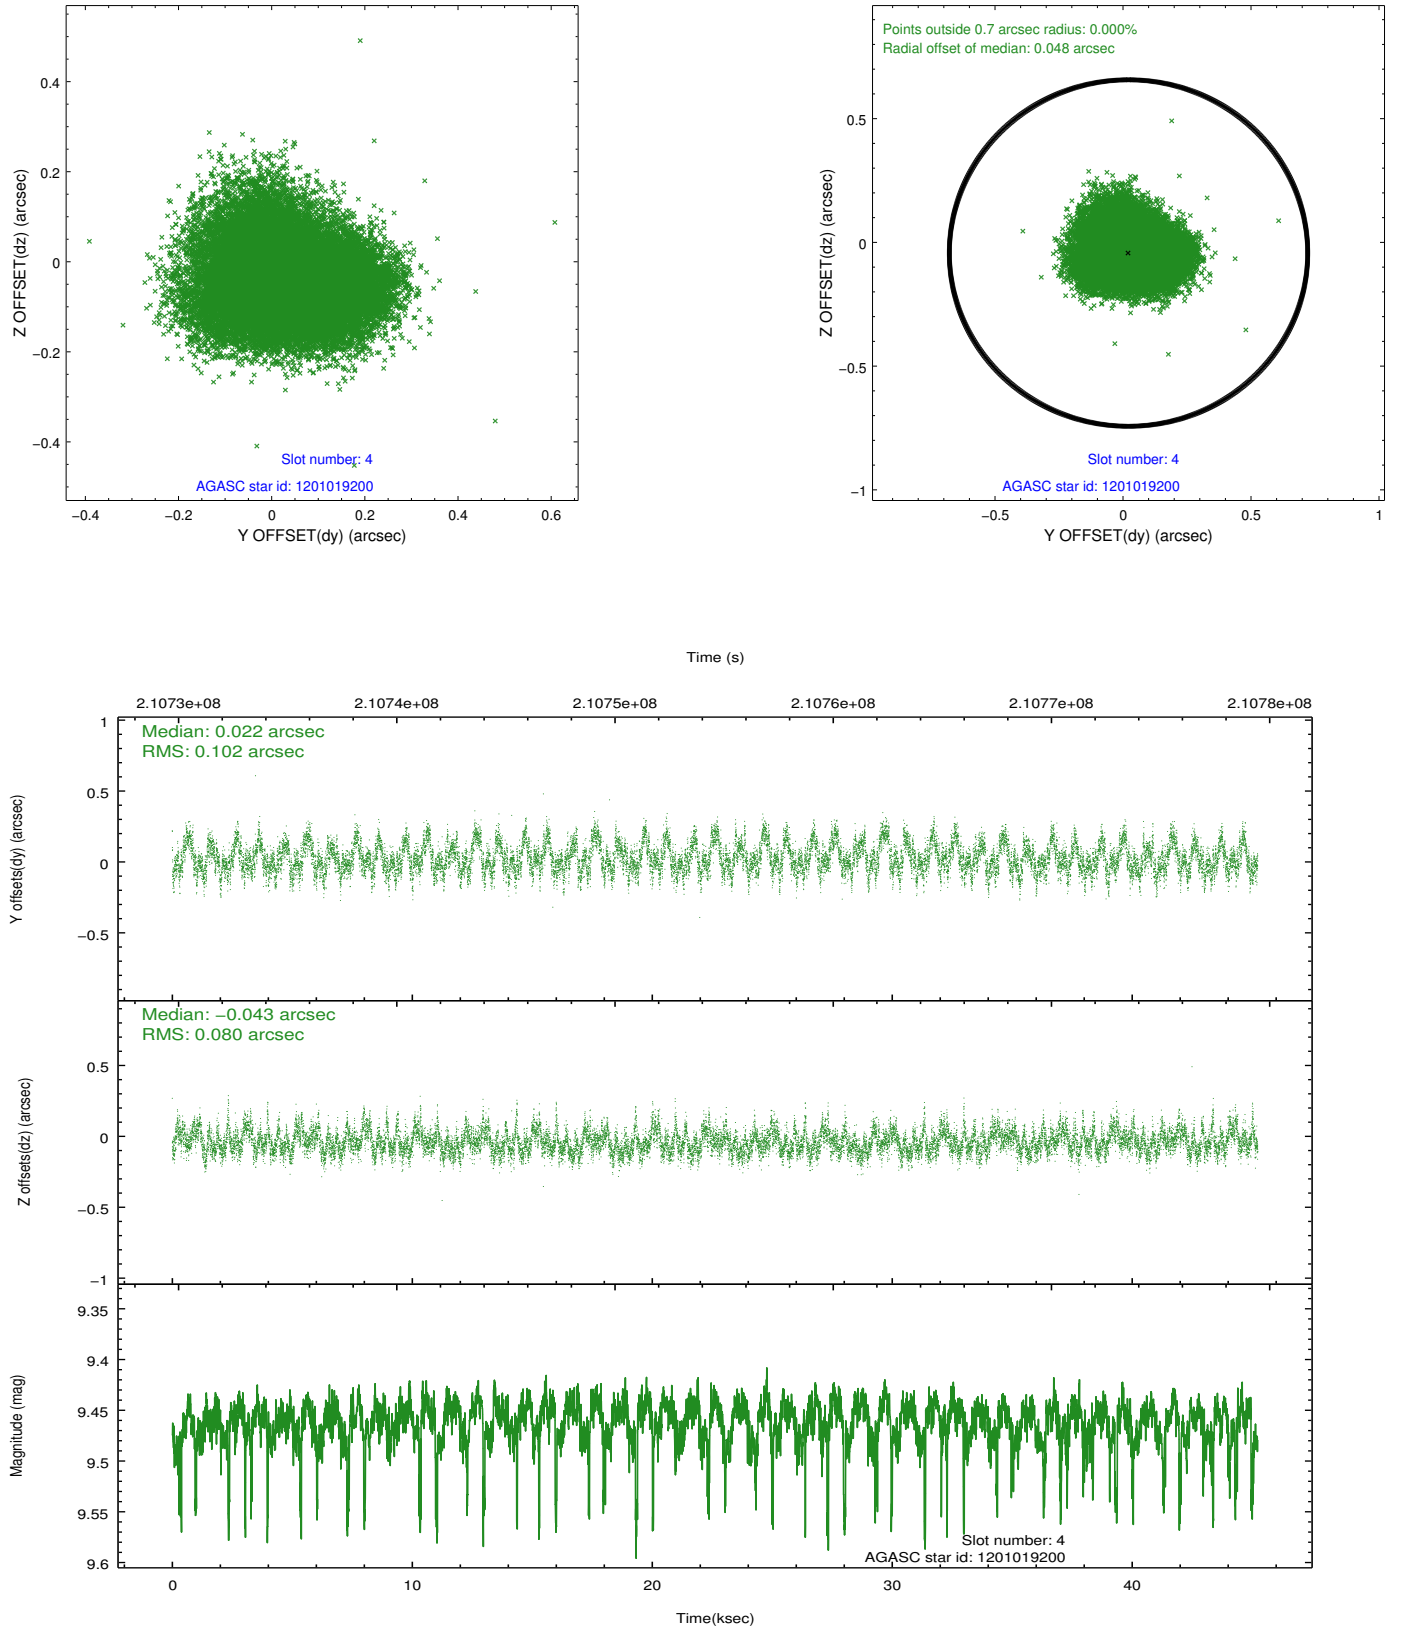 0.4
0.2
0
−0.2
−0.4
Z OFFSET(dz) (arcsec)
Slot number: 4
AGASC star id: 1201019200
−0.4 −0.2 0 0.2 0.4 0.6
Y OFFSET(dy) (arcsec)
Points outside 0.7 arcsec radius: 0.000%
Radial offset of median: 0.048 arcsec
0.5
0
−0.5
−1
Z OFFSET(dz) (arcsec)
Slot number: 4
AGASC star id: 1201019200
−0.5 0 0.5 1
Y OFFSET(dy) (arcsec)
Time (s)
2.1073e+08 2.1074e+08 2.1075e+08 2.1076e+08 2.1077e+08 2.1078e+08
Median: 0.022 arcsec
RMS: 0.102 arcsec
1
0.5
0
−0.5
Y offsets(dy) (arcsec)
Median: −0.043 arcsec
RMS: 0.080 arcsec
0.5
0
−0.5
−1
Z offsets(dz) (arcsec)
9.35
9.4
9.45
9.5
9.55
9.6
Magnitude (mag)
Slot number: 4
AGASC star id: 1201019200
0 10 20 30 40
Time(ksec)